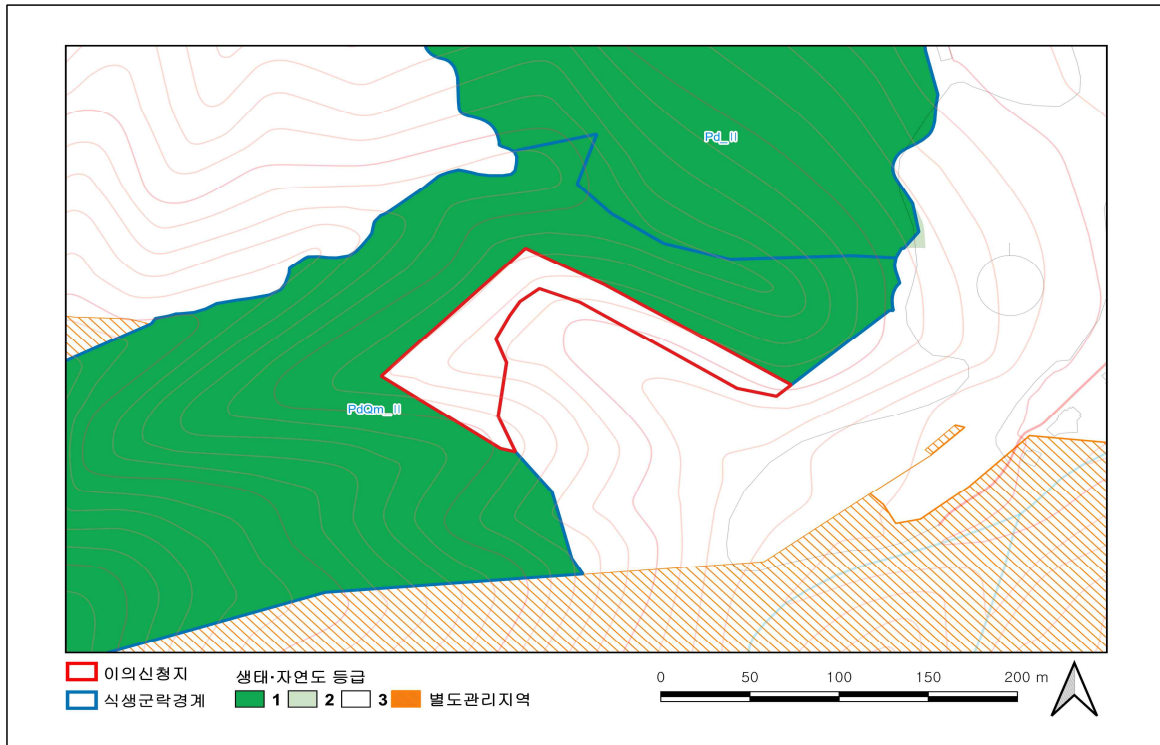 Pd_II
PdQm_II
이의신청지
식생군락경계
생태·자연도 등급
1 2 3 별도관리지역
0 50 100 150 200 m